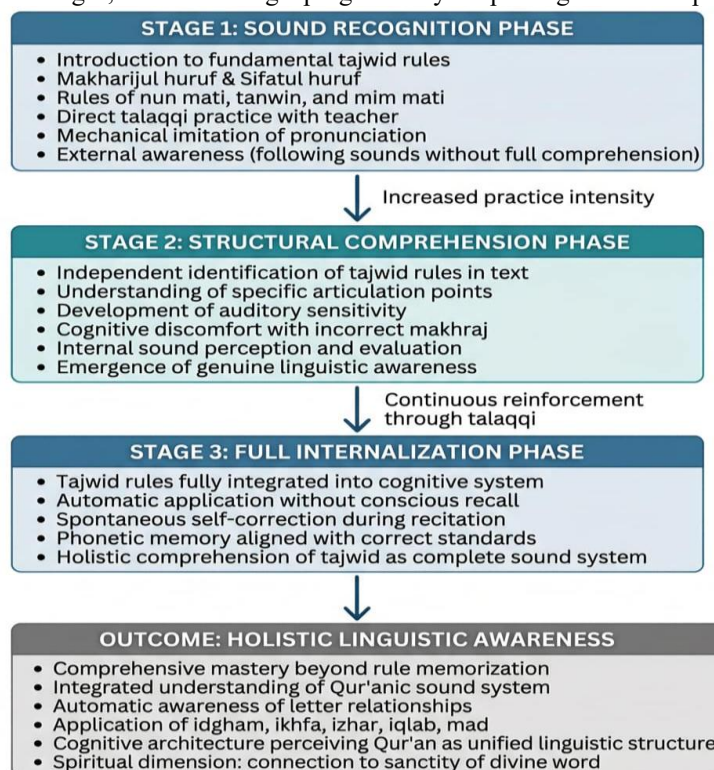 STAGE 1: SOUND RECOGNITION PHASE
• Introduction to fundamental tajwid rules
• Makharijul huruf & Sifatul huruf
• Rules of nun mati, tanwin, and mim mati
• Direct talaqqi practice with teacher
• Mechanical imitation of pronunciation
• External awareness (following sounds without full comprehension)
Increased practice intensity
STAGE 2: STRUCTURAL COMPREHENSION PHASE
• Independent identification of tajwid rules in text
• Understanding of specific articulation points
• Development of auditory sensitivity
• Cognitive discomfort with incorrect makhraj
• Internal sound perception and evaluation
• Emergence of genuine linguistic awareness
Continuous reinforcement
through talaqqi
STAGE 3: FULL INTERNALIZATION PHASE
• Tajwid rules fully integrated into cognitive system
• Automatic application without conscious recall
• Spontaneous self-correction during recitation
• Phonetic memory aligned with correct standards
• Holistic comprehension of tajwid as complete sound system
OUTCOME: HOLISTIC LINGUISTIC AWARENESS
• Comprehensive mastery beyond rule memorization
• Integrated understanding of Qur'anic sound system
• Automatic awareness of letter relationships
• Application of idgham, ikhfa, izhar, iqlab, mad
• Cognitive architecture perceiving Qur'an as unified linguistic structure
• Spiritual dimension: connection to sanctity of divine word